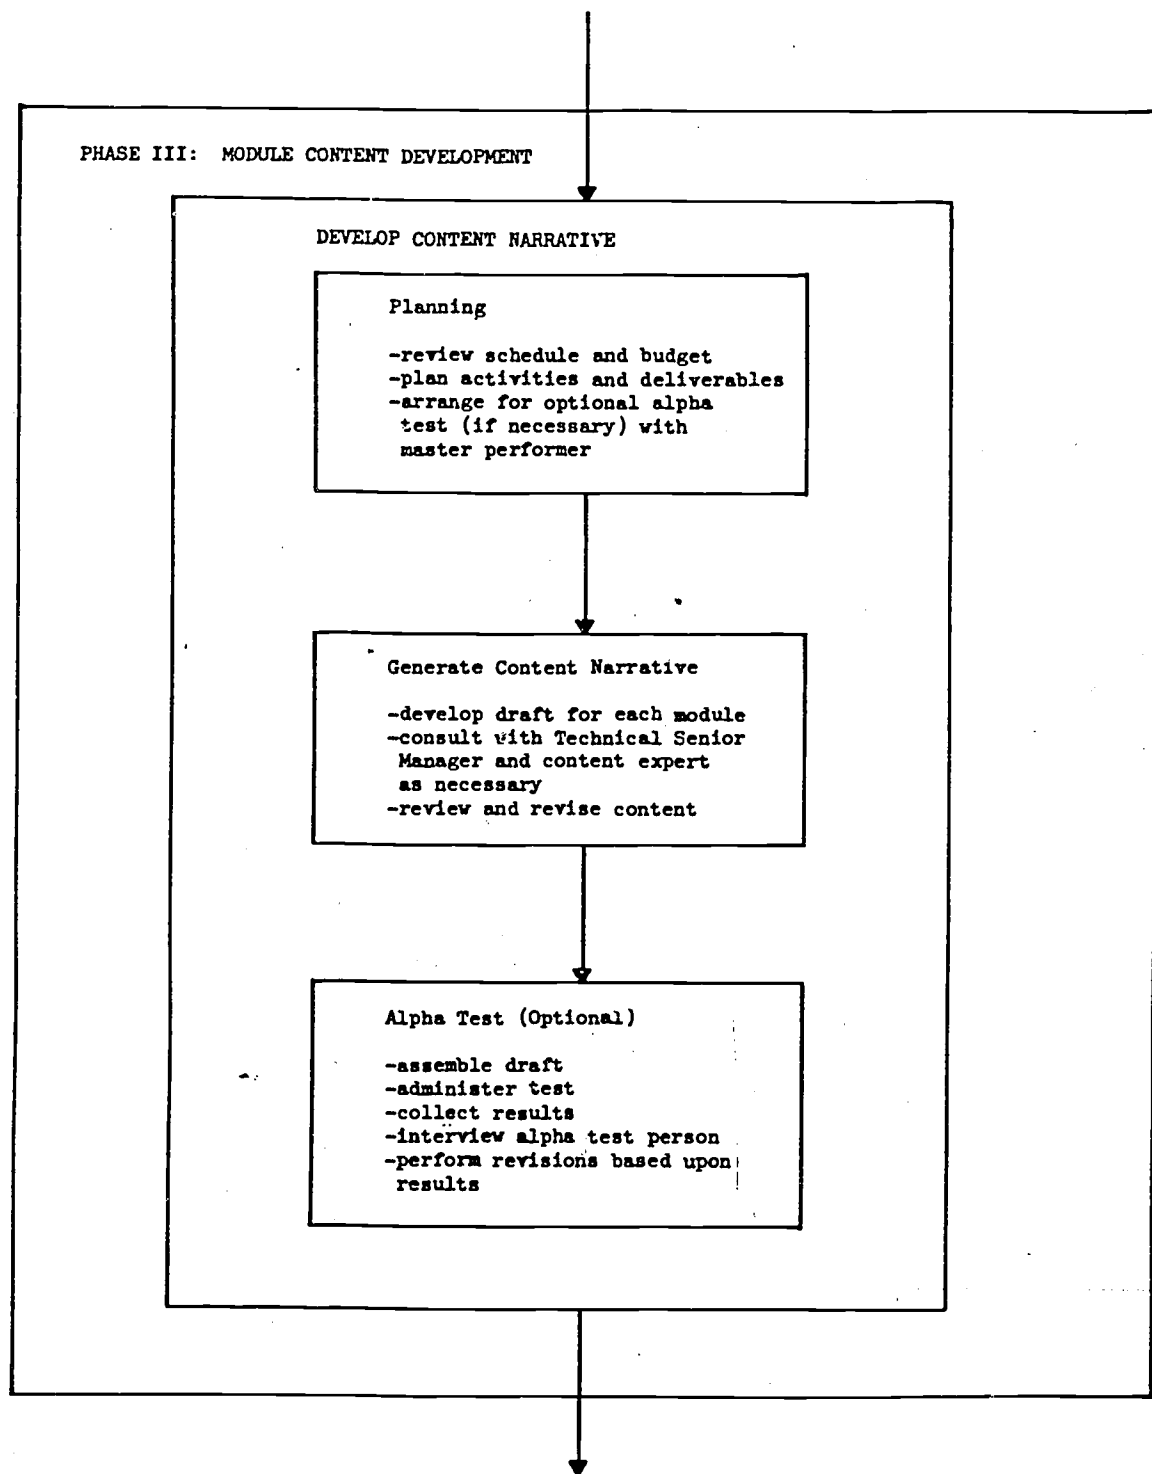 PHASE III: MODULE CONTENT DEVELOPMENT
DEVELOP CONTENT NARRATIVE
Planning
-review schedule and budget
-plan activities and deliverables
-arrange for optional alpha
test (if necessary) with
master performer
Generate Content Narrative
-develop draft for each module
-consult with Technical Senior
Manager and content expert
as necessary
-review and revise content
Alpha Test (Optional)
-assemble draft
-administer test
-collect results
-interview alpha test person
-perform revisions based upon
results